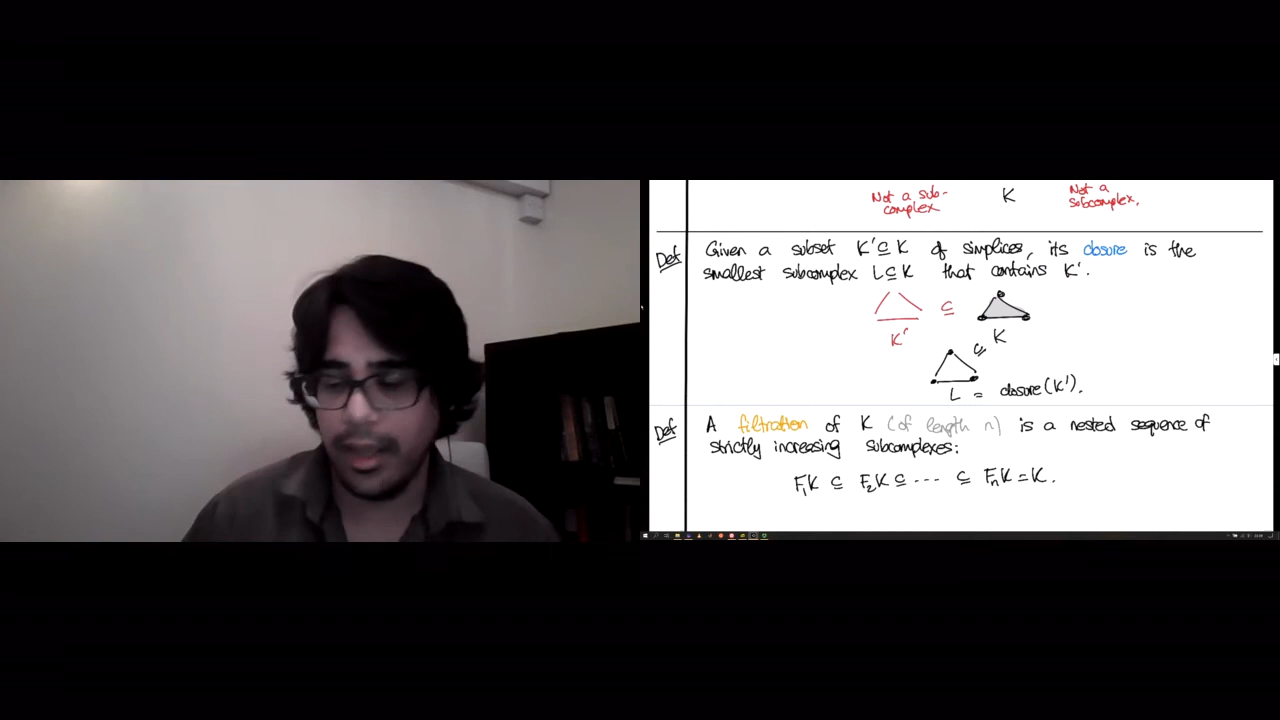 Not a sub-
complex
K
Not a
subcomplex.
Def Given a subset K' ⊆ K of simplices, its closure is the
smallest subcomplex L ⊆ K that contains K'.
⊆
K'
K
⊆
L = closure(K').
Def A filtration of K (of length n) is a nested sequence of
strictly increasing subcomplexes:
F₁K ⊆ F₂K ⊆ ··· ⊆ FₙK = K.